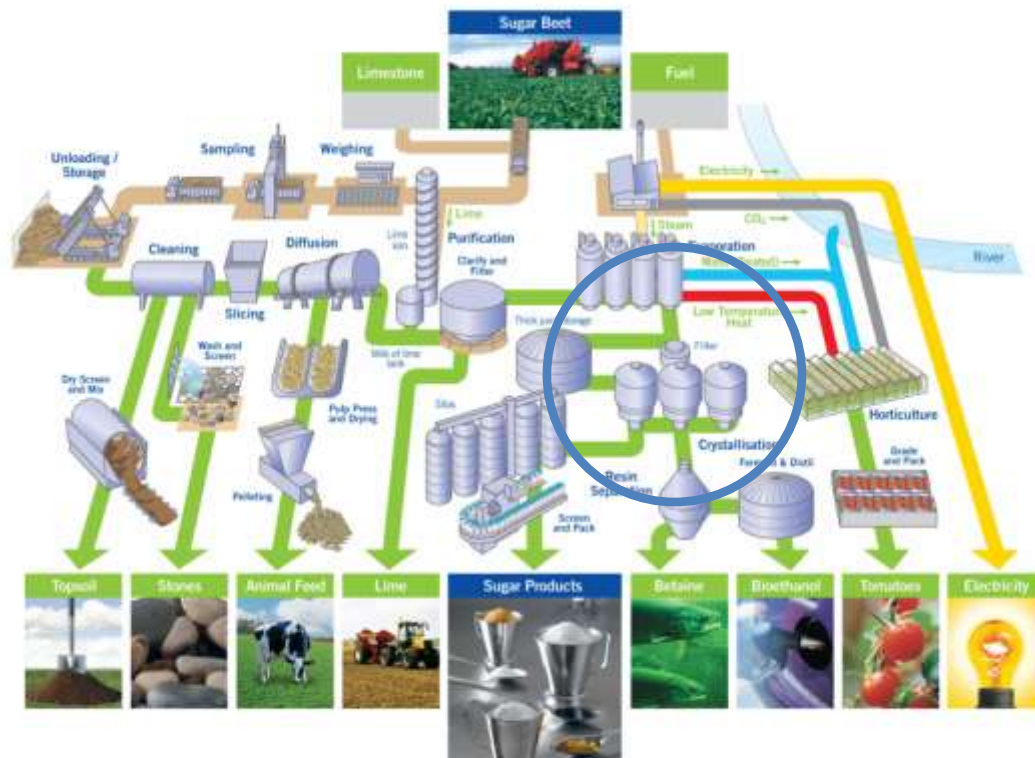 Sugar Beet
Limestone
Fuel
Unloading /
Storage
Sampling
Weighing
Electricity
CO₂
River
Lime
Steam
Lime
Purification
Clarify and
Filter
Evaporation
Cleaning
Diffusion
Slicing
Low Temperature
Heat
Thick juice storage
Milk of lime
tank
Filter
Wash and
Screen
Dry Screen
and Mix
Pulp Press
and Drying
Silos
Horticulture
Crystallisation
Grade
and Pack
Pelleting
Resin
Separation
Screen
and Pack
Topsoil
Stones
Animal Feed
Lime
Sugar Products
Betaine
Bioethanol
Tomatoes
Electricity